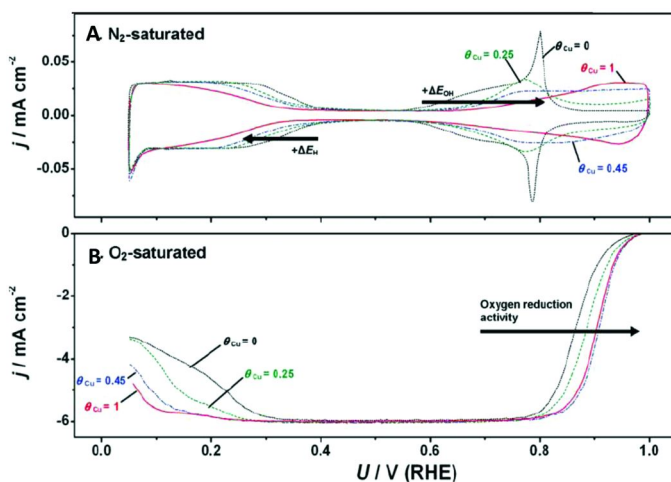 A. N2-saturated
θCu = 0
θCu = 0.25
θCu = 1
+ΔEOH
+ΔEH
θCu = 0.45
0.05
0.00
-0.05
j / mA cm-2
B. O2-saturated
Oxygen reduction
activity
θCu = 0
θCu = 0.45
θCu = 0.25
θCu = 1
0
-2
-4
-6
j / mA cm-2
0.0 0.2 0.4 0.6 0.8 1.0
U / V (RHE)